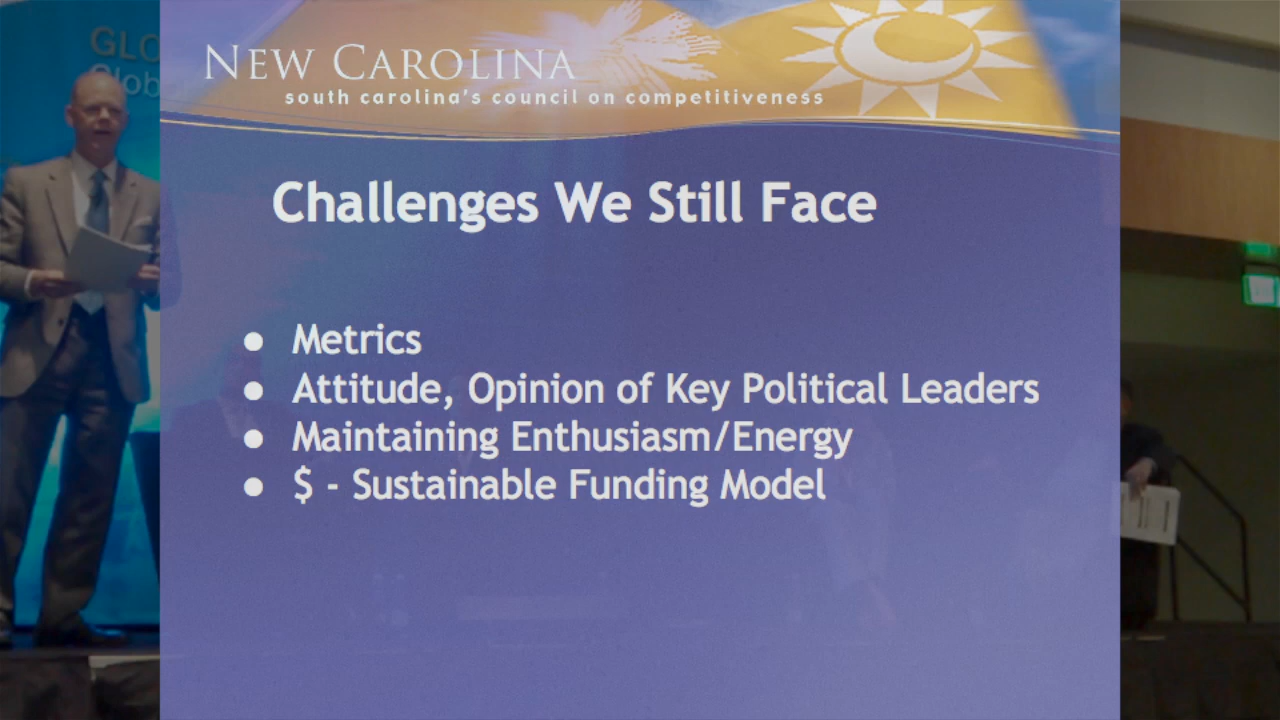 NEW CAROLINA
south carolina's council on competitiveness
Challenges We Still Face
● Metrics
● Attitude, Opinion of Key Political Leaders
● Maintaining Enthusiasm/Energy
● $ - Sustainable Funding Model